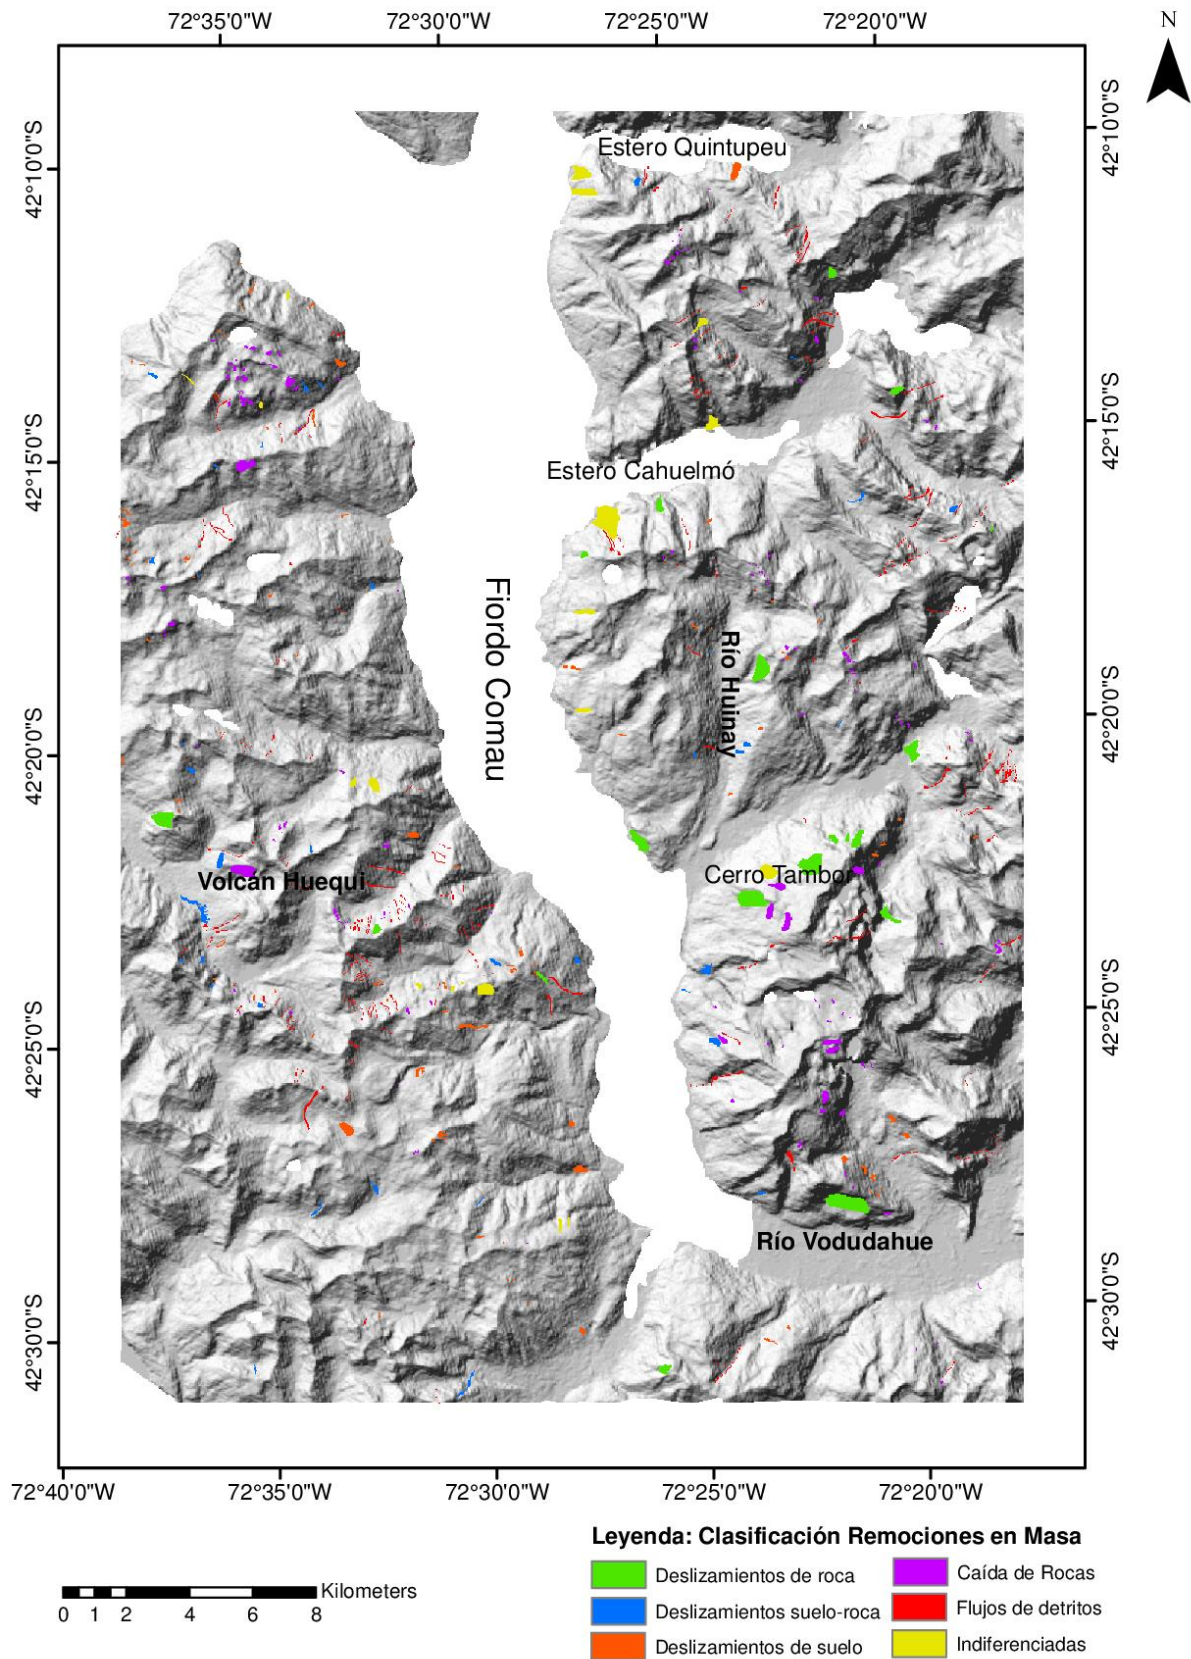 72°35'0"W 72°30'0"W 72°25'0"W 72°20'0"W
N
42°10'0"S
42°10'0"S
Estero Quintupeu
42°15'0"S
42°15'0"S
Estero Cahuelmó
Fiordo Comau
Río Huinay
42°20'0"S
42°20'0"S
Cerro Tambor
Volcán Huequi
42°25'0"S
42°25'0"S
Río Vodudahue
42°30'0"S
42°30'0"S
72°40'0"W 72°35'0"W 72°30'0"W 72°25'0"W 72°20'0"W
Leyenda: Clasificación Remociones en Masa
Deslizamientos de roca
Caída de Rocas
Deslizamientos suelo-roca
Flujos de detritos
Deslizamientos de suelo
Indiferenciadas
Kilometers
0 1 2 4 6 8